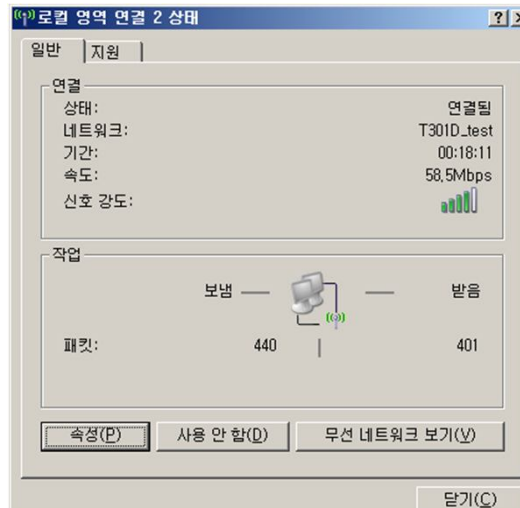 로컬 영역 연결 2 상태
일반 지원
연결
상태: 연결됨
네트워크: T301D_test
기간: 00:18:11
속도: 58,5Mbps
신호 강도:
작업
보냄 받음
패킷: 440 401
속성(P) 사용 안 함(D) 무선 네트워크 보기(V)
닫기(C)